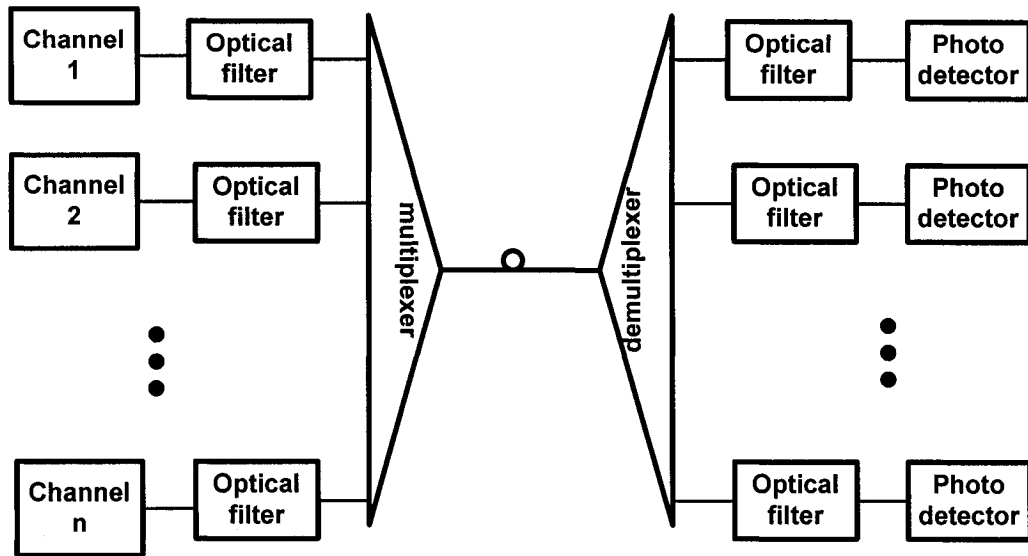 Channel
1
Optical
filter
Optical
filter
Photo
detector
Channel
2
Optical
filter
Optical
filter
Photo
detector
multiplexer
demultiplexer
Channel
n
Optical
filter
Optical
filter
Photo
detector